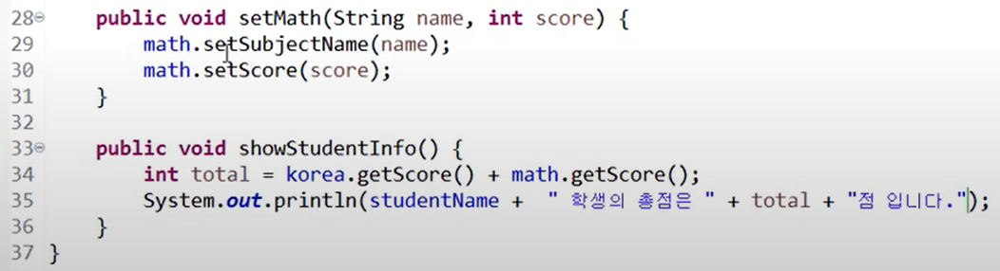 28 public void setMath(String name, int score) {
29 math.setSubjectName(name);
30 math.setScore(score);
31 }
32
33 public void showStudentInfo() {
34 int total = korea.getScore() + math.getScore();
35 System.out.println(studentName +  " 학생의 총점은 " + total + "점 입니다.");
36 }
37 }